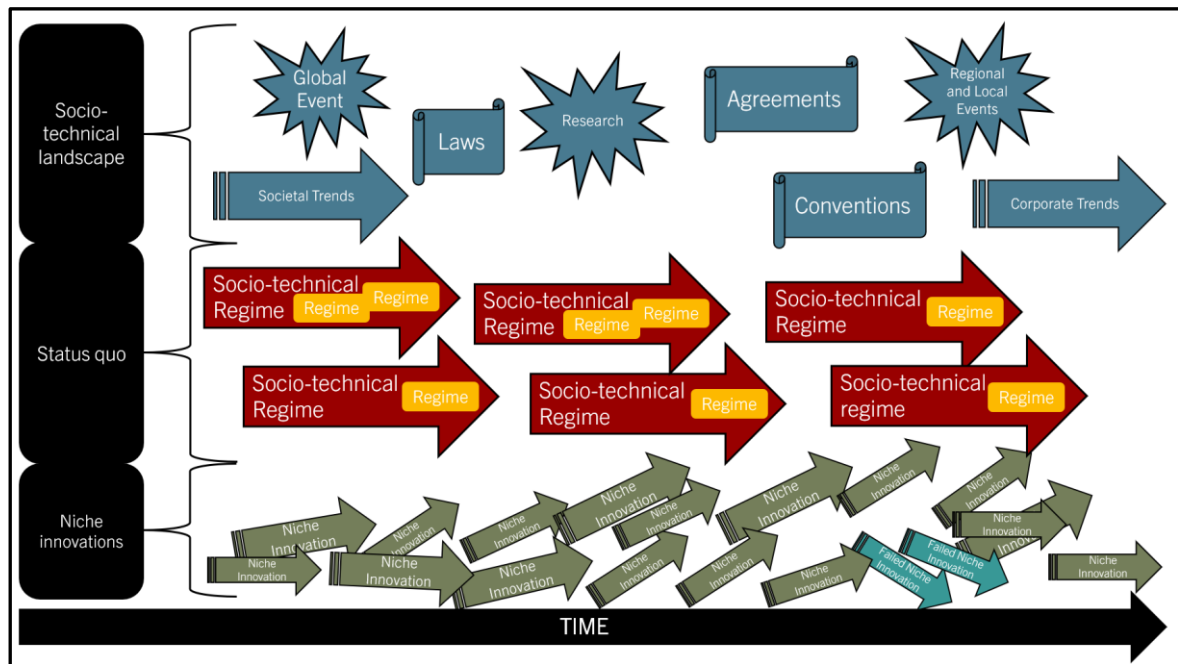 Socio-
technical
landscape
Global
Event
Laws
Research
Agreements
Regional
and Local
Events
Societal Trends
Conventions
Corporate Trends
Status quo
Socio-technical
Regime
Regime
Regime
Socio-technical
Regime
Regime
Regime
Socio-technical
Regime
Regime
Socio-technical
Regime
Regime
Socio-technical
Regime
Regime
Socio-technical
regime
Regime
Niche
innovations
Niche
Innovation
Niche
Innovation
Niche
Innovation
Niche
Innovation
Niche
Innovation
Niche
Innovation
Niche
Innovation
Niche
Innovation
Niche
Innovation
Niche
Innovation
Niche
Innovation
Niche
Innovation
Niche
Innovation
Failed Niche
Innovation
Failed Niche
Innovation
Niche
Innovation
Niche
Innovation
Niche
Innovation
Niche
Innovation
TIME